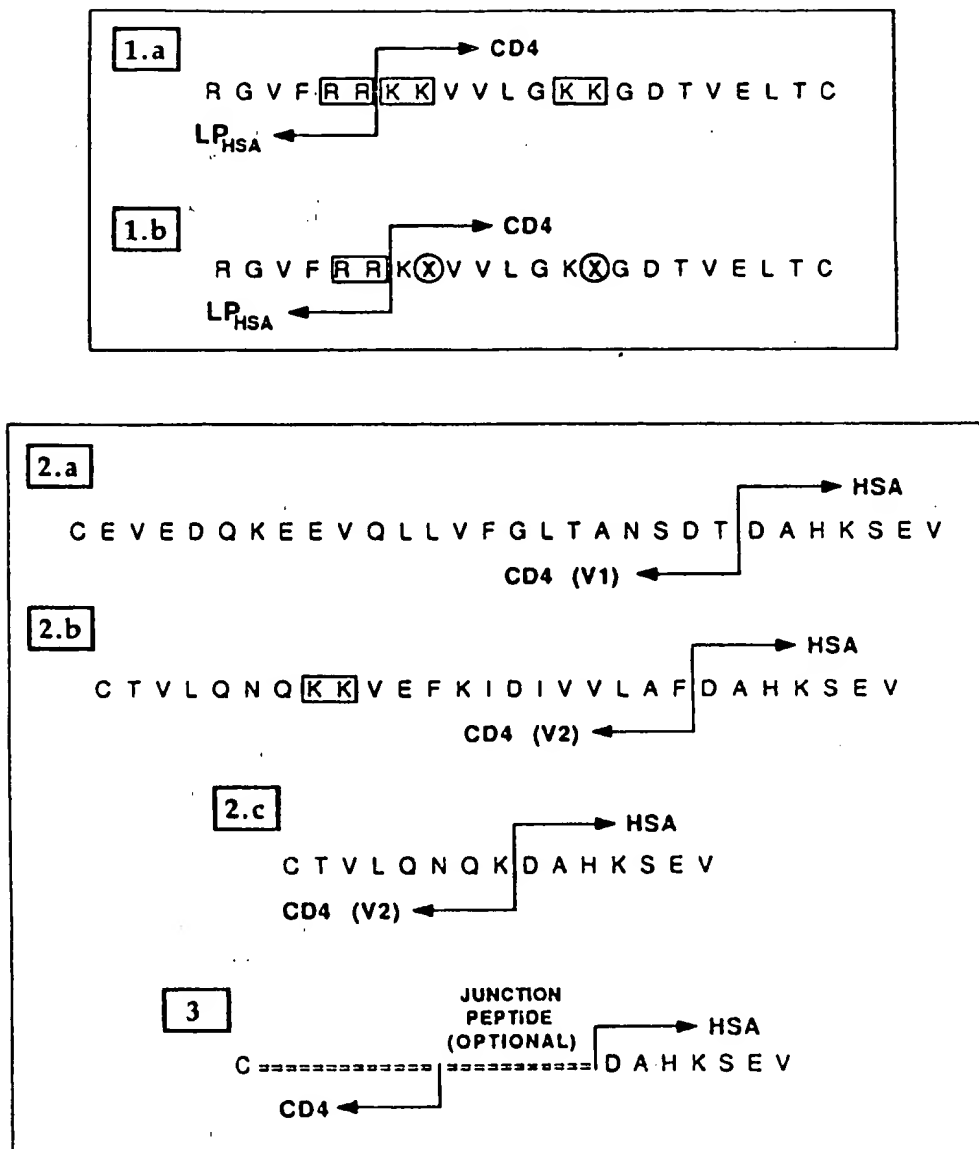 1.a
CD4
R G V F R R K K V V L G K K G D T V E L T C
LPHSA
1.b
CD4
R G V F R R K X V V L G K X G D T V E L T C
LPHSA
2.a
HSA
C E V E D Q K E E V Q L L V F G L T A N S D T D A H K S E V
CD4 (V1)
2.b
HSA
C T V L Q N Q K K V E F K I D I V V L A F D A H K S E V
CD4 (V2)
2.c
HSA
C T V L Q N Q K D A H K S E V
CD4 (V2)
3
JUNCTION
PEPTIDE
(OPTIONAL)
HSA
C D A H K S E V
CD4